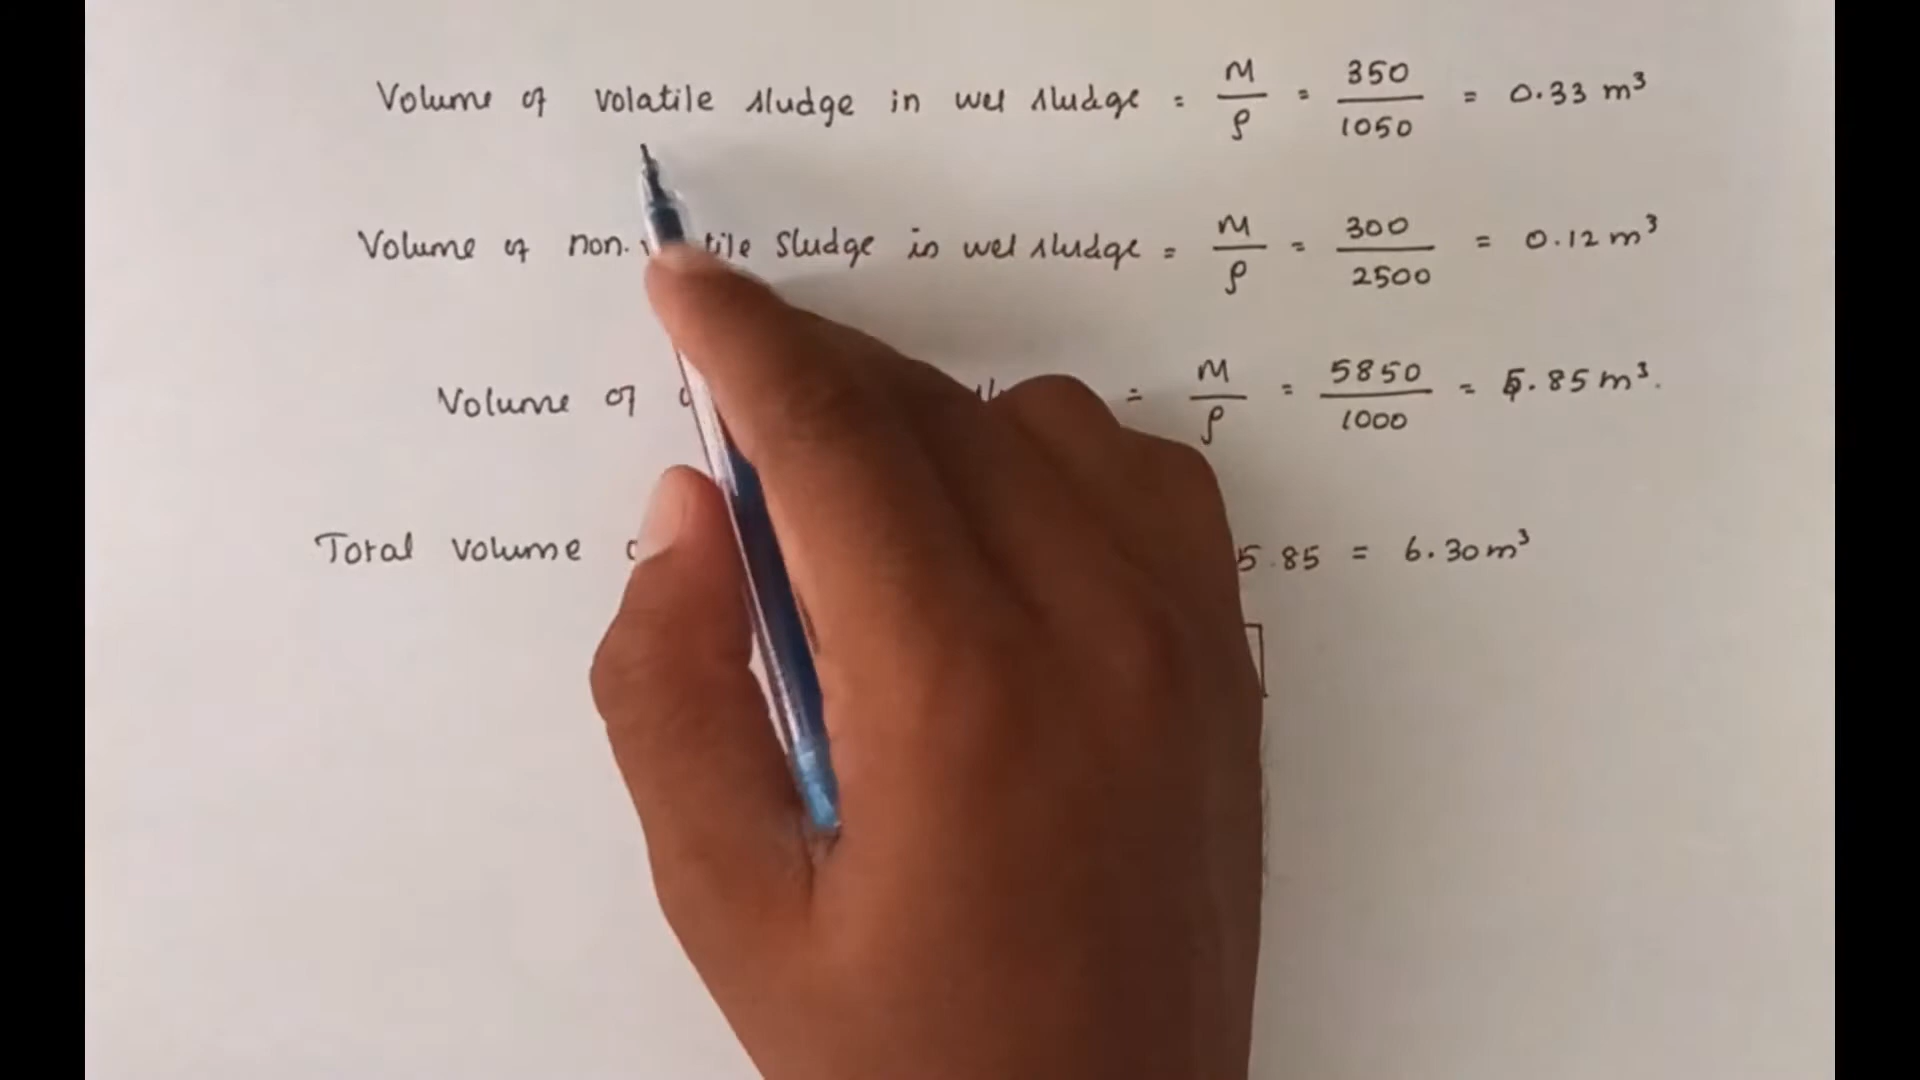 Volume of volatile sludge in wet sludge = M/ρ = 350/1050 = 0.33 m³
Volume of non. tile sludge in wet sludge = M/ρ = 300/2500 = 0.12 m³
Volume of = M/ρ = 5850/1000 = 5.85 m³.
Total volume 5.85 = 6.30 m³